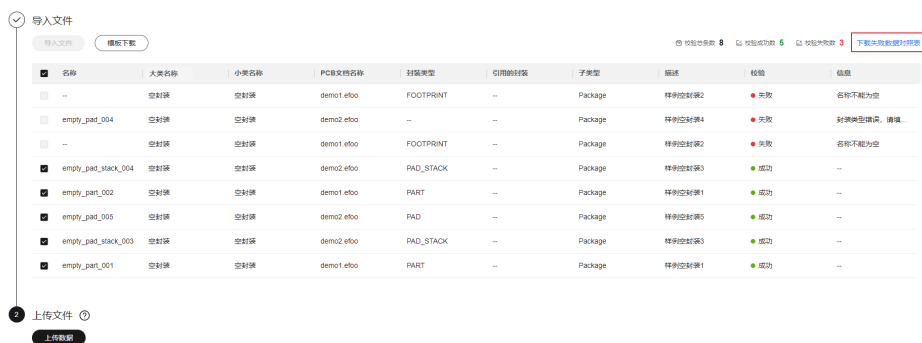 导入文件
导入文件 模板下载 校验总条数 8 校验成功数 5 校验失败数 3 下载失败数据对照表
名称 大类名称 小类名称 PCB文档名称 封装类型 引用的封装 子类型 描述 校验 信息
-- 空封装 空封装 demo1.efoo FOOTPRINT -- Package 样例空封装2 失败 名称不能为空
empty_pad_004 空封装 空封装 demo2.efoo -- -- Package 样例空封装4 失败 封装类型错误，请填...
-- 空封装 空封装 demo1.efoo FOOTPRINT -- Package 样例空封装2 失败 名称不能为空
empty_pad_stack_004 空封装 空封装 demo2.efoo PAD_STACK -- Package 样例空封装3 成功 --
empty_part_002 空封装 空封装 demo1.efoo PART -- Package 样例空封装1 成功 --
empty_pad_005 空封装 空封装 demo2.efoo PAD -- Package 样例空封装5 成功 --
empty_pad_stack_003 空封装 空封装 demo2.efoo PAD_STACK -- Package 样例空封装3 成功 --
empty_part_001 空封装 空封装 demo1.efoo PART -- Package 样例空封装1 成功 --
2 上传文件 ?
上传数据